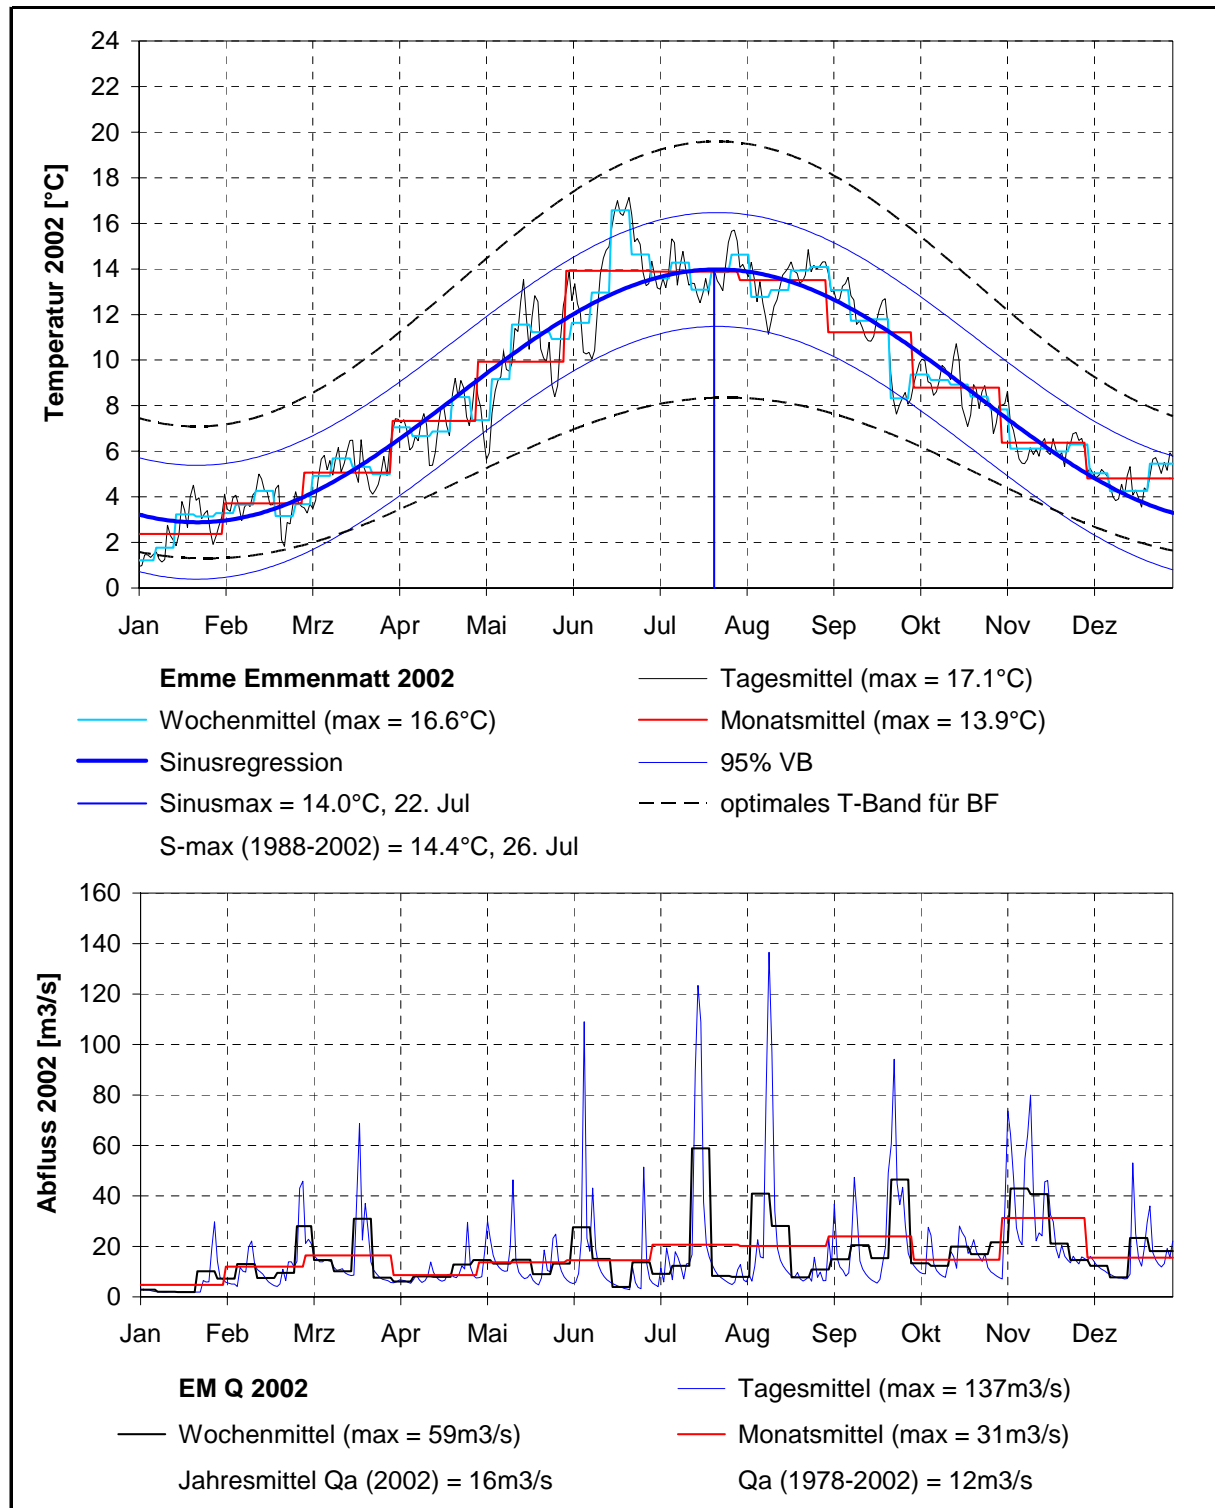 Temperatur 2002 [°C]
24
22
20
18
16
14
12
10
8
6
4
2
0
Jan Feb Mrz Apr Mai Jun Jul Aug Sep Okt Nov Dez
Emme Emmenmatt 2002
Tagesmittel (max = 17.1°C)
Wochenmittel (max = 16.6°C)
Monatsmittel (max = 13.9°C)
Sinusregression
95% VB
Sinusmax = 14.0°C, 22. Jul
optimales T-Band für BF
S-max (1988-2002) = 14.4°C, 26. Jul
Abfluss 2002 [m3/s]
160
140
120
100
80
60
40
20
0
Jan Feb Mrz Apr Mai Jun Jul Aug Sep Okt Nov Dez
EM Q 2002
Tagesmittel (max = 137m3/s)
Wochenmittel (max = 59m3/s)
Monatsmittel (max = 31m3/s)
Jahresmittel Qa (2002) = 16m3/s
Qa (1978-2002) = 12m3/s